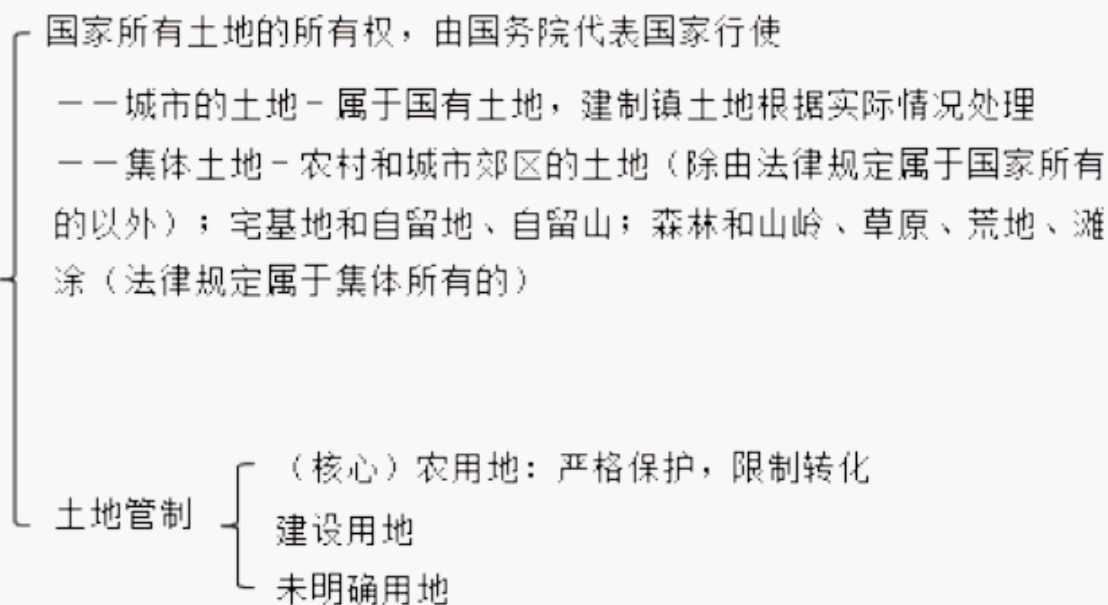 国家所有土地的所有权，由国务院代表国家行使
－－城市的土地－属于国有土地，建制镇土地根据实际情况处理
－－集体土地－农村和城市郊区的土地（除由法律规定属于国家所有
的以外）；宅基地和自留地、自留山；森林和山岭、草原、荒地、滩
涂（法律规定属于集体所有的）
（核心）农用地：严格保护，限制转化
土地管制
建设用地
未明确用地